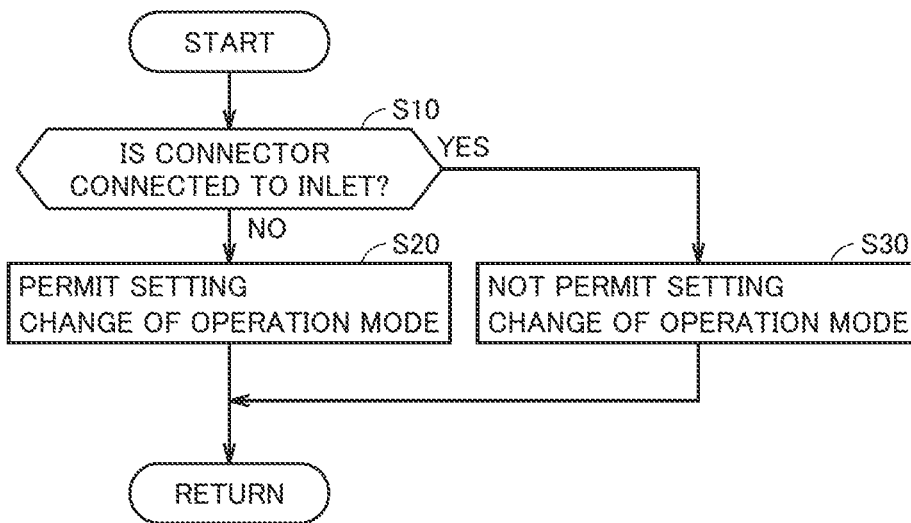 START
S10
IS CONNECTOR
CONNECTED TO INLET?
YES
NO
S20
PERMIT SETTING
CHANGE OF OPERATION MODE
S30
NOT PERMIT SETTING
CHANGE OF OPERATION MODE
RETURN